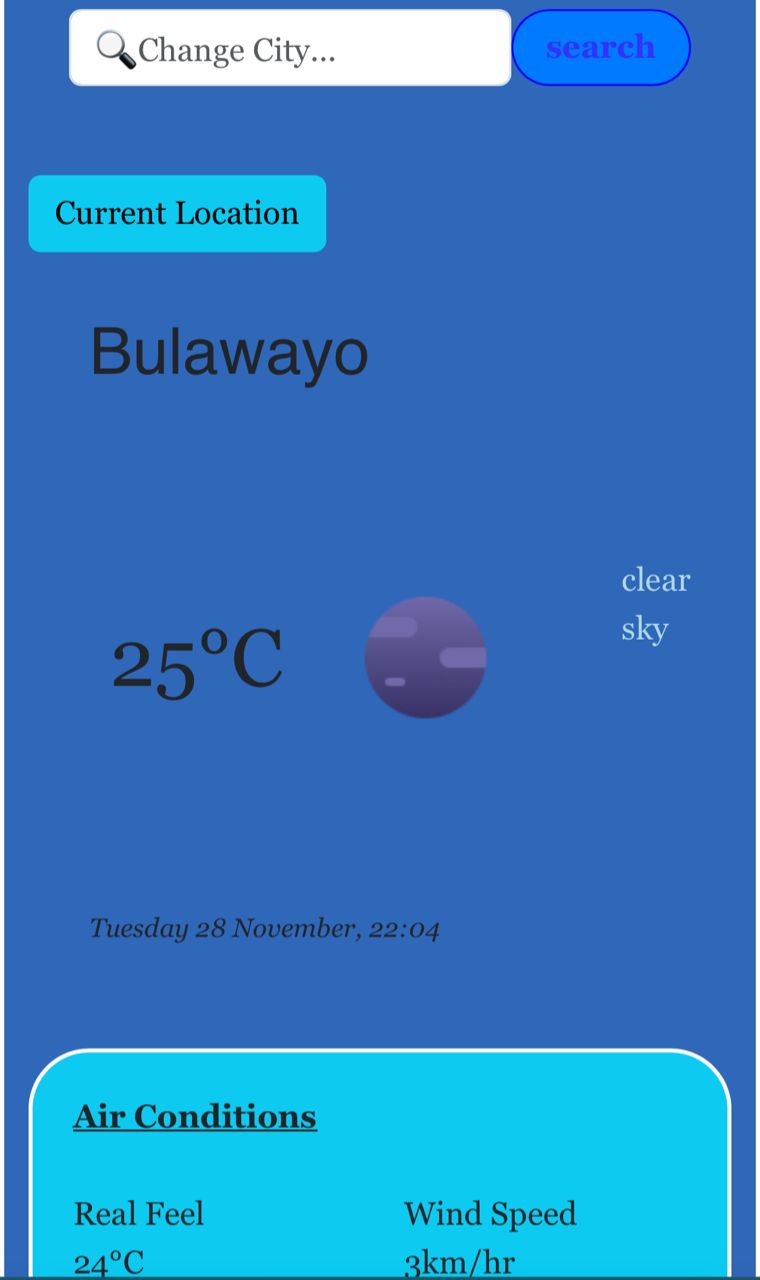 Change City...
search
Current Location
Bulawayo
clear
sky
25°C
Tuesday 28 November, 22:04
Air Conditions
Real Feel
Wind Speed
24°C
3km/hr